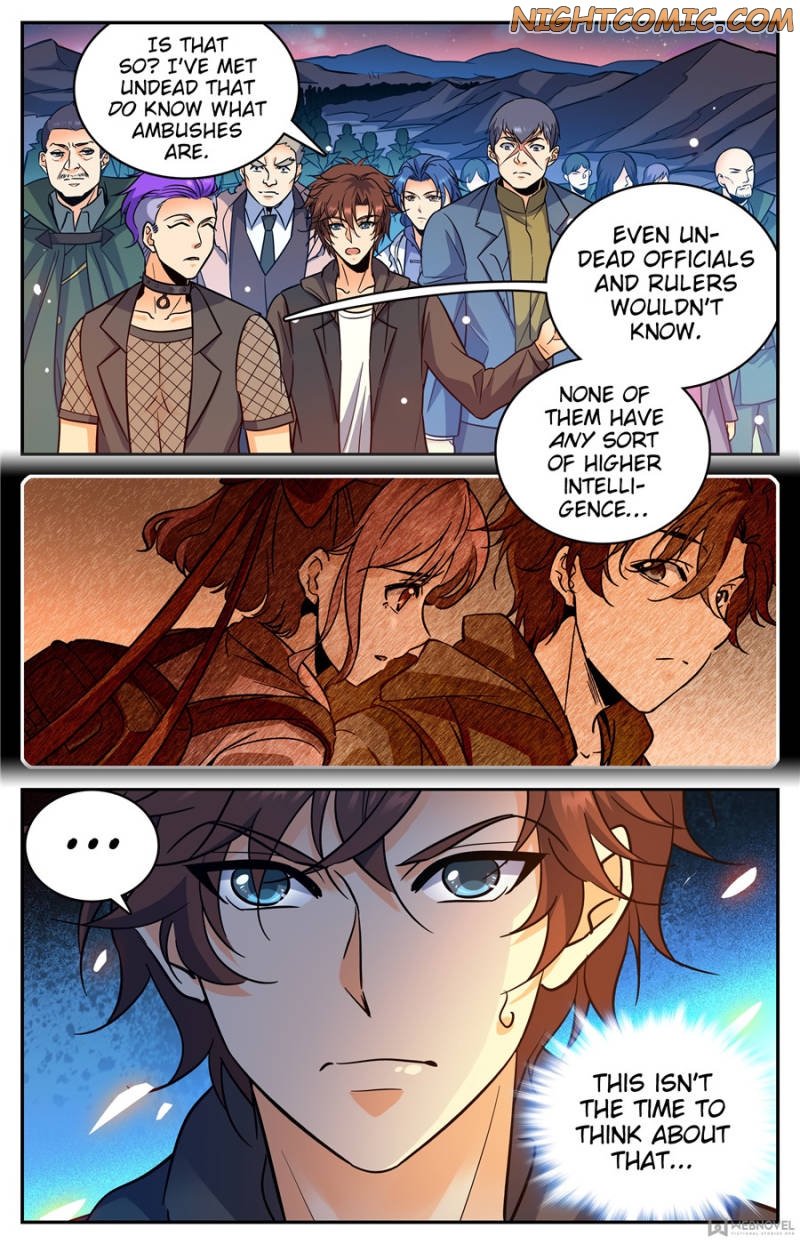 NIGHTCOMIC.COM
IS THAT
SO? I'VE MET
UNDEAD THAT
DO KNOW WHAT
AMBUSHES
ARE.
EVEN UN-
DEAD OFFICIALS
AND RULERS
WOULDN'T
KNOW.
NONE OF
THEM HAVE
ANY SORT
OF HIGHER
INTELLI-
GENCE...
...
THIS ISN'T
THE TIME TO
THINK ABOUT
THAT...
WEBNOVEL